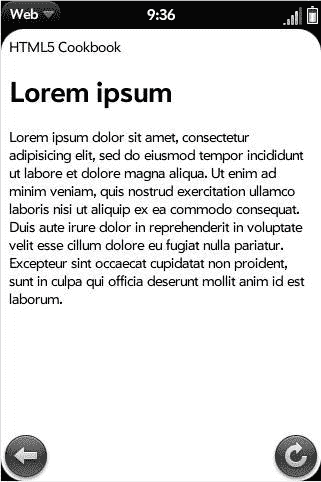 Web 9:36
HTML5 Cookbook
Lorem ipsum
Lorem ipsum dolor sit amet, consectetur
adipisicing elit, sed do eiusmod tempor incididunt
ut labore et dolore magna aliqua. Ut enim ad
minim veniam, quis nostrud exercitation ullamco
laboris nisi ut aliquip ex ea commodo consequat.
Duis aute irure dolor in reprehenderit in voluptate
velit esse cillum dolore eu fugiat nulla pariatur.
Excepteur sint occaecat cupidatat non proident,
sunt in culpa qui officia deserunt mollit anim id est
laborum.